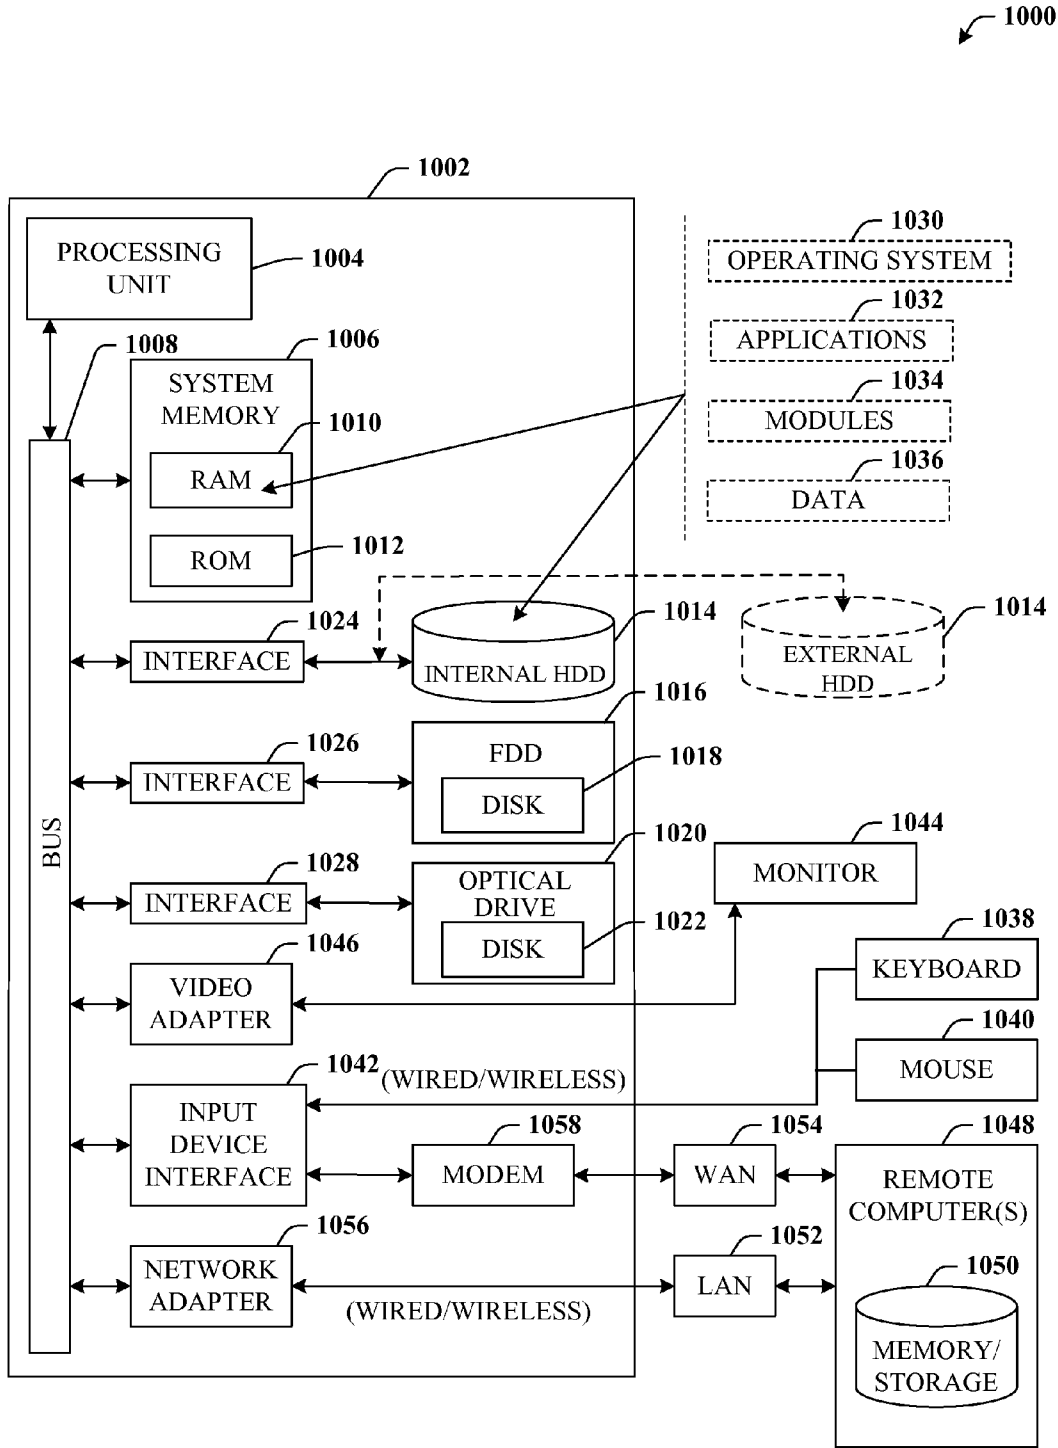 1000
1002
PROCESSING
UNIT
1004
1030
OPERATING SYSTEM
1032
APPLICATIONS
1034
MODULES
1036
DATA
1008
1006
SYSTEM
MEMORY
1010
RAM
1012
ROM
BUS
1024
INTERFACE
1014
INTERNAL HDD
1014
EXTERNAL
HDD
1026
INTERFACE
1016
FDD
1018
DISK
1028
INTERFACE
1020
OPTICAL
DRIVE
1022
DISK
1044
MONITOR
1046
VIDEO
ADAPTER
1038
KEYBOARD
1040
MOUSE
1042
(WIRED/WIRELESS)
INPUT
DEVICE
INTERFACE
1058
MODEM
1054
WAN
1048
REMOTE
COMPUTER(S)
1056
NETWORK
ADAPTER
(WIRED/WIRELESS)
1052
LAN
1050
MEMORY/
STORAGE